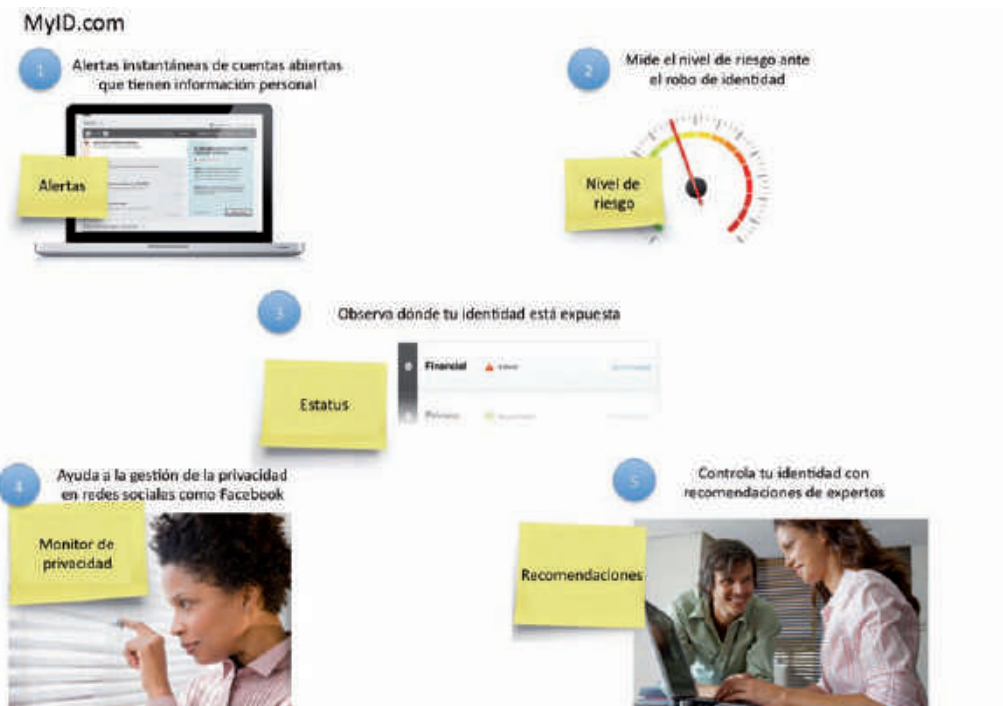 MyID.com
1
Alertas instantáneas de cuentas abiertas
que tienen información personal
Alertas
2
Mide el nivel de riesgo ante
el robo de identidad
Nivel de
riesgo
3
Observa dónde tu identidad está expuesta
Estatus
Financial
Privacy
4
Ayuda a la gestión de la privacidad
en redes sociales como Facebook
Monitor de
privacidad
5
Controla tu identidad con
recomendaciones de expertos
Recomendaciones